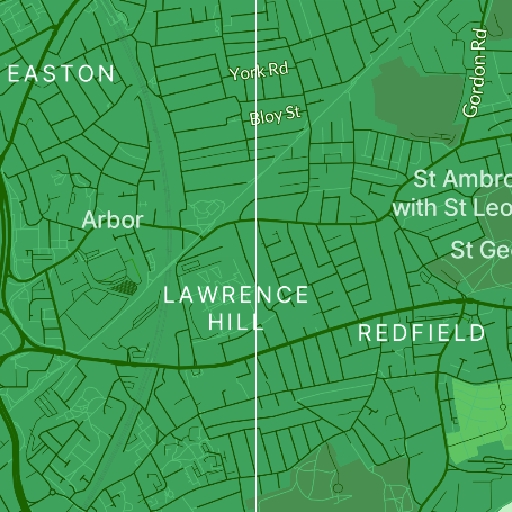 EASTON
York Rd
Gordon Rd
Bloy St
St Ambro
with St Leo
Arbor
St Ge
LAWRENCE
HILL
REDFIELD